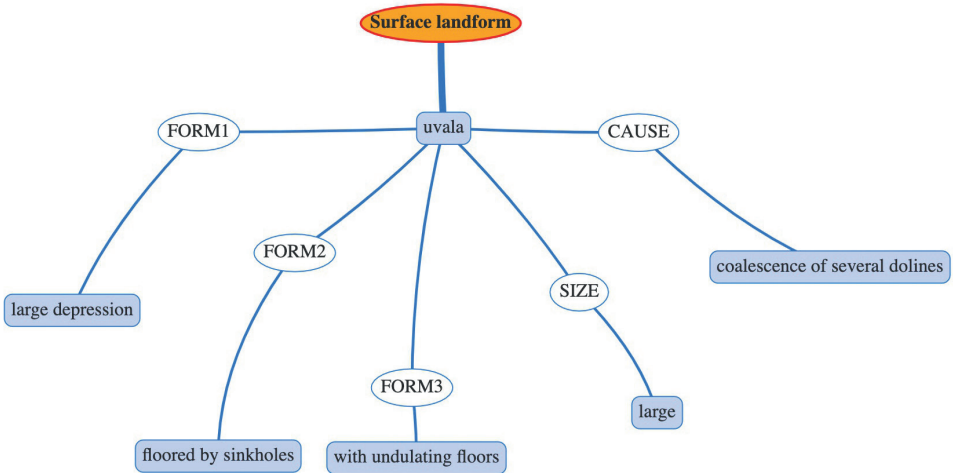 Surface landform
FORM1
uvala
CAUSE
FORM2
coalescence of several dolines
SIZE
large depression
FORM3
large
floored by sinkholes
with undulating floors